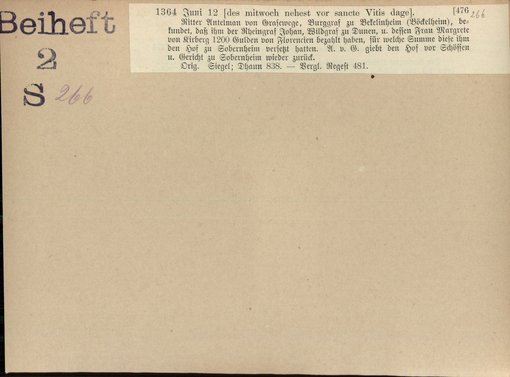 Beiheft
2
S 266
1364 Juni 12 [des mitwoch nehest vor sancte Vitis dage]. [476 266
Ritter Antelman von Grasewege, Burggraf zu Bekelinheim (Böckelheim), be-
kundet, daß ihm der Rheingraf Johan, Wildgraf zu Dunen, u. dessen Frau Margrete
von Kirberg 1200 Gulden von Florencien bezahlt haben, für welche Summe diese ihm
den Hof zu Sobernheim versetzt hatten. A. v. G. giebt den Hof vor Schöffen
u. Gericht zu Sobernheim wieder zurück.
Orig. Siegel; Dhaun 838. — Vergl. Regest 481.